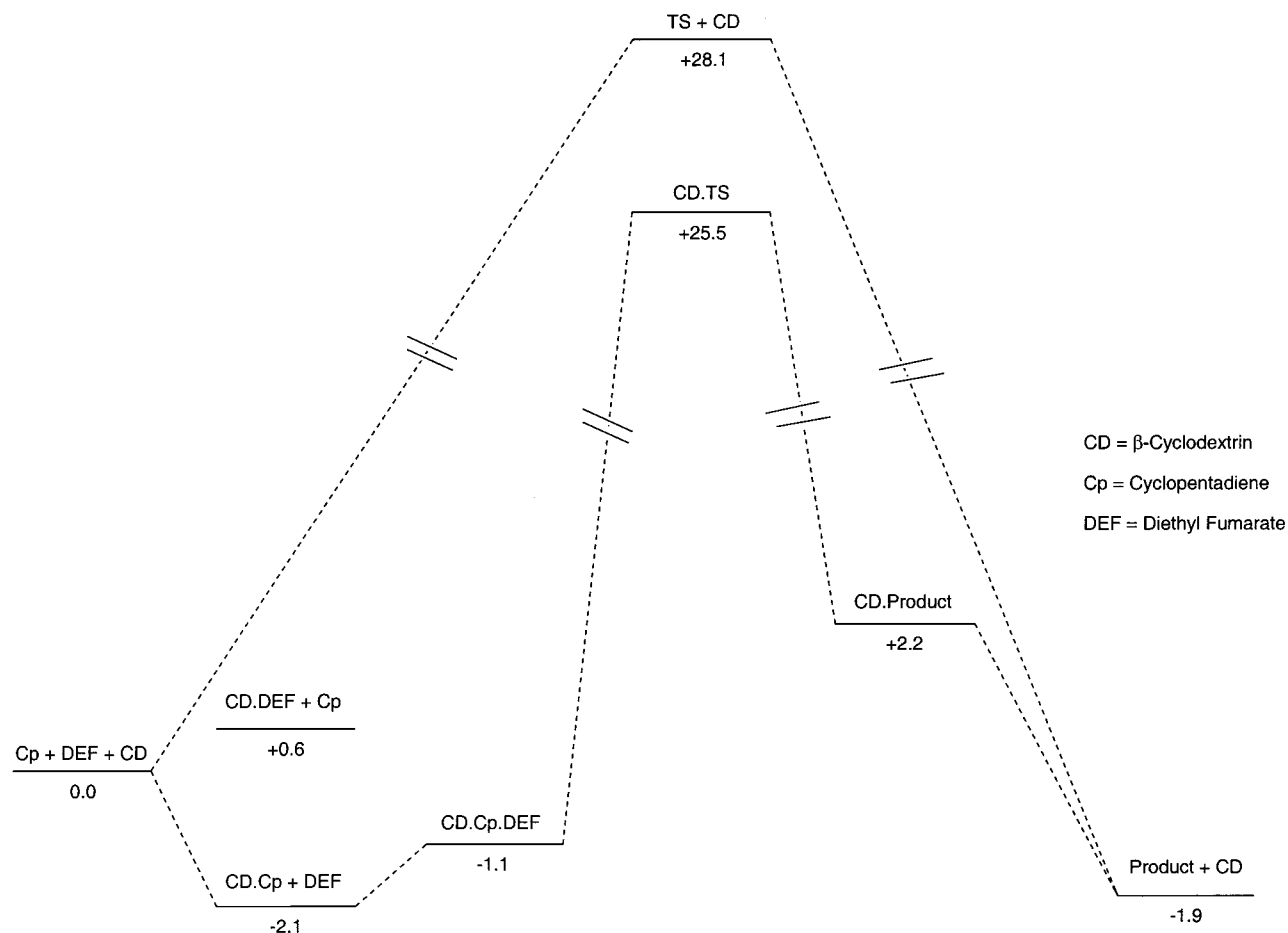 TS + CD
+28.1
CD.TS
+25.5
CD = β-Cyclodextrin
Cp = Cyclopentadiene
DEF = Diethyl Fumarate
CD.Product
+2.2
CD.DEF + Cp
+0.6
Cp + DEF + CD
0.0
CD.Cp.DEF
-1.1
CD.Cp + DEF
-2.1
Product + CD
-1.9